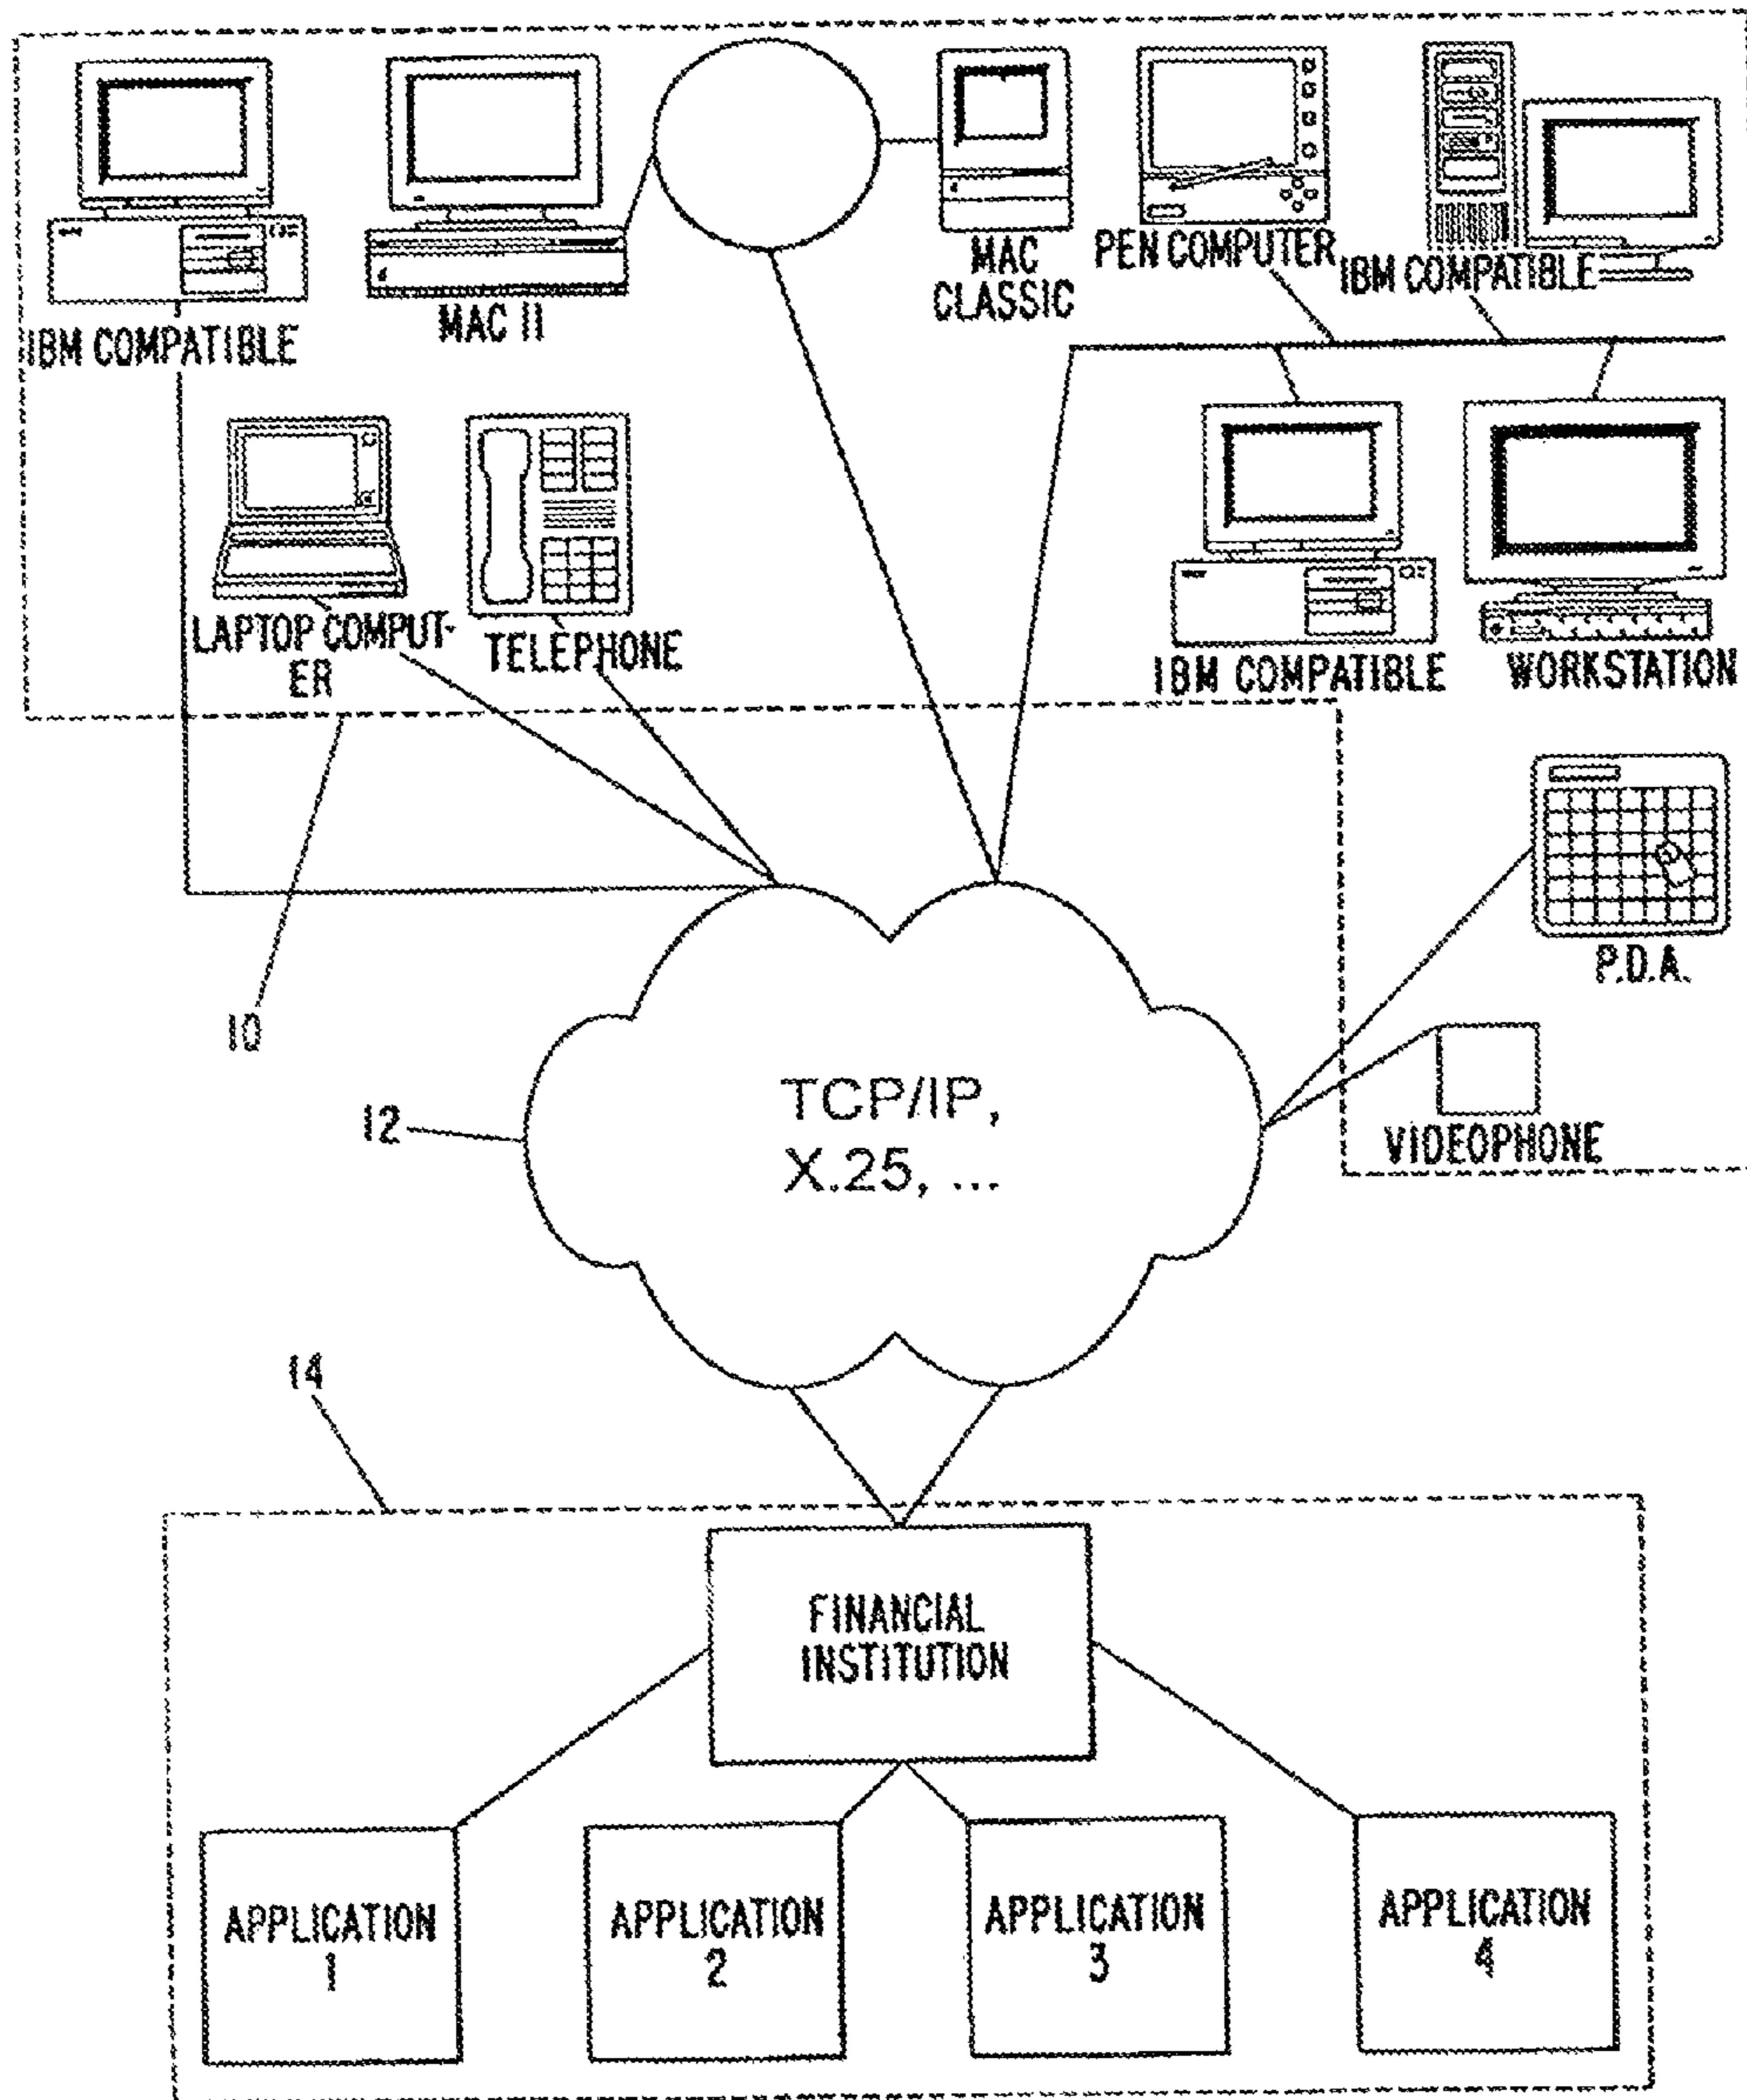 IBM COMPATIBLE
MAC II
MAC
CLASSIC
PEN COMPUTER
IBM COMPATIBLE
LAPTOP COMPUT-
ER
TELEPHONE
IBM COMPATIBLE
WORKSTATION
P.D.A.
VIDEOPHONE
10
12
TCP/IP,
X.25, ...
14
FINANCIAL
INSTITUTION
APPLICATION
1
APPLICATION
2
APPLICATION
3
APPLICATION
4